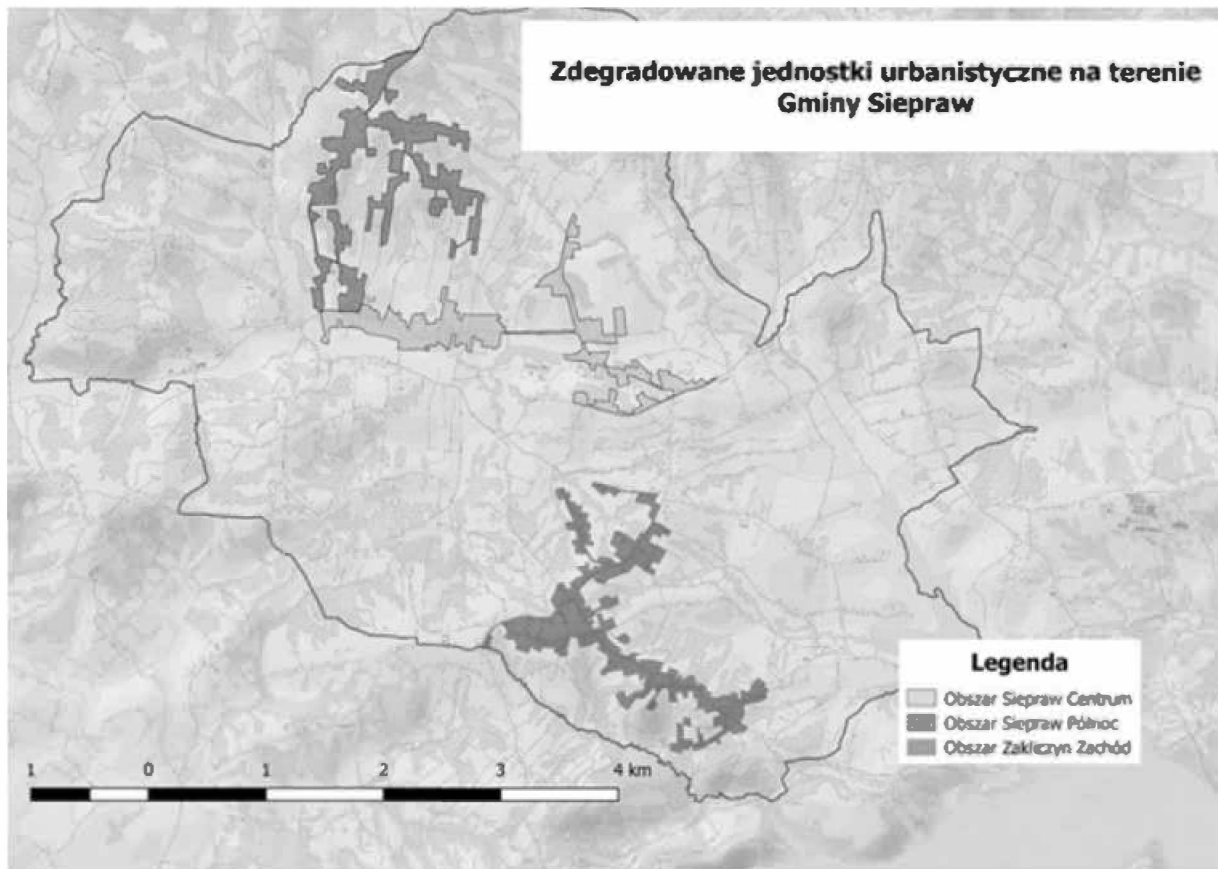 Zdegradowane jednostki urbanistyczne na terenie
Gminy Siepraw
Legenda
Obszar Siepraw Centrum
Obszar Siepraw Północ
Obszar Zakliczyn Zachód
1 0 1 2 3 4 km